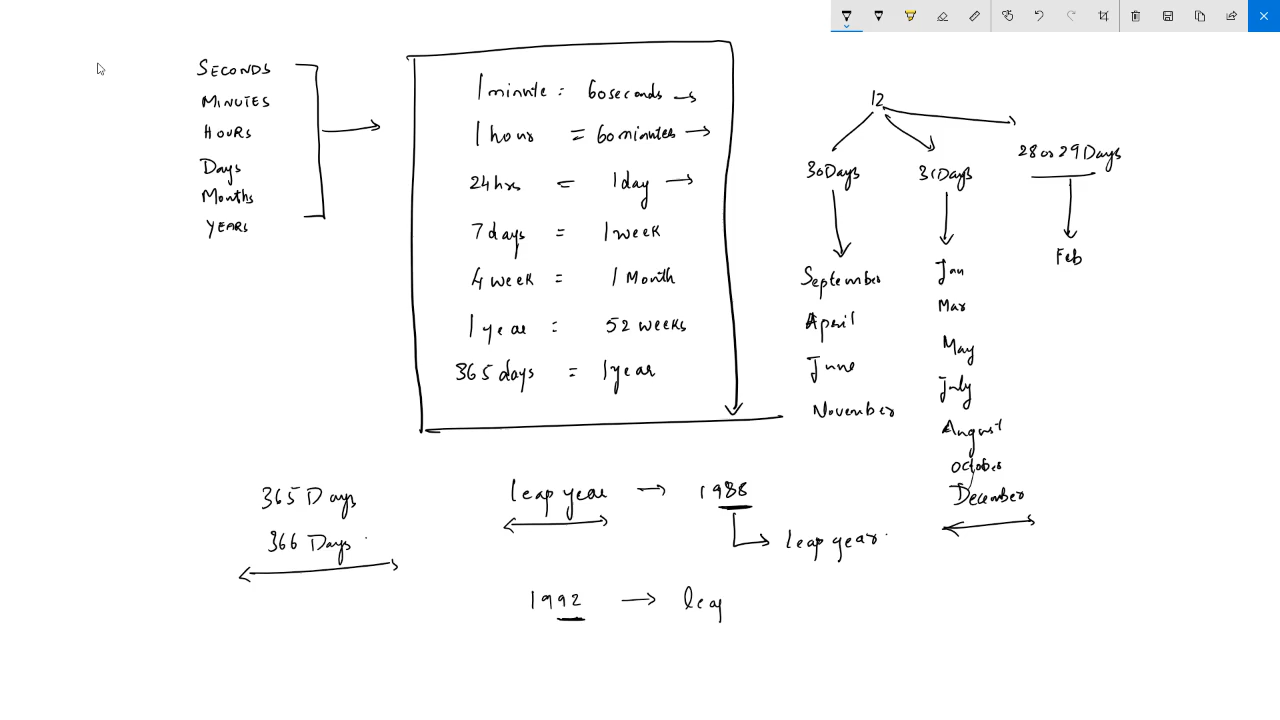 SECONDS
MINUTES
HOURS
Days
Months
YEARS
1 minute = 60 seconds
1 hour = 60 minutes
24 hrs = 1 day
7 days = 1 week
4 week = 1 Month
1 year = 52 weeks
365 days = 1 year
12
30 Days
31 Days
28 or 29 Days
September
April
June
November
Jan
Mar
May
July
August
October
December
Feb
365 Days
366 Days
leap year → 1988
leap year
1992 → leap